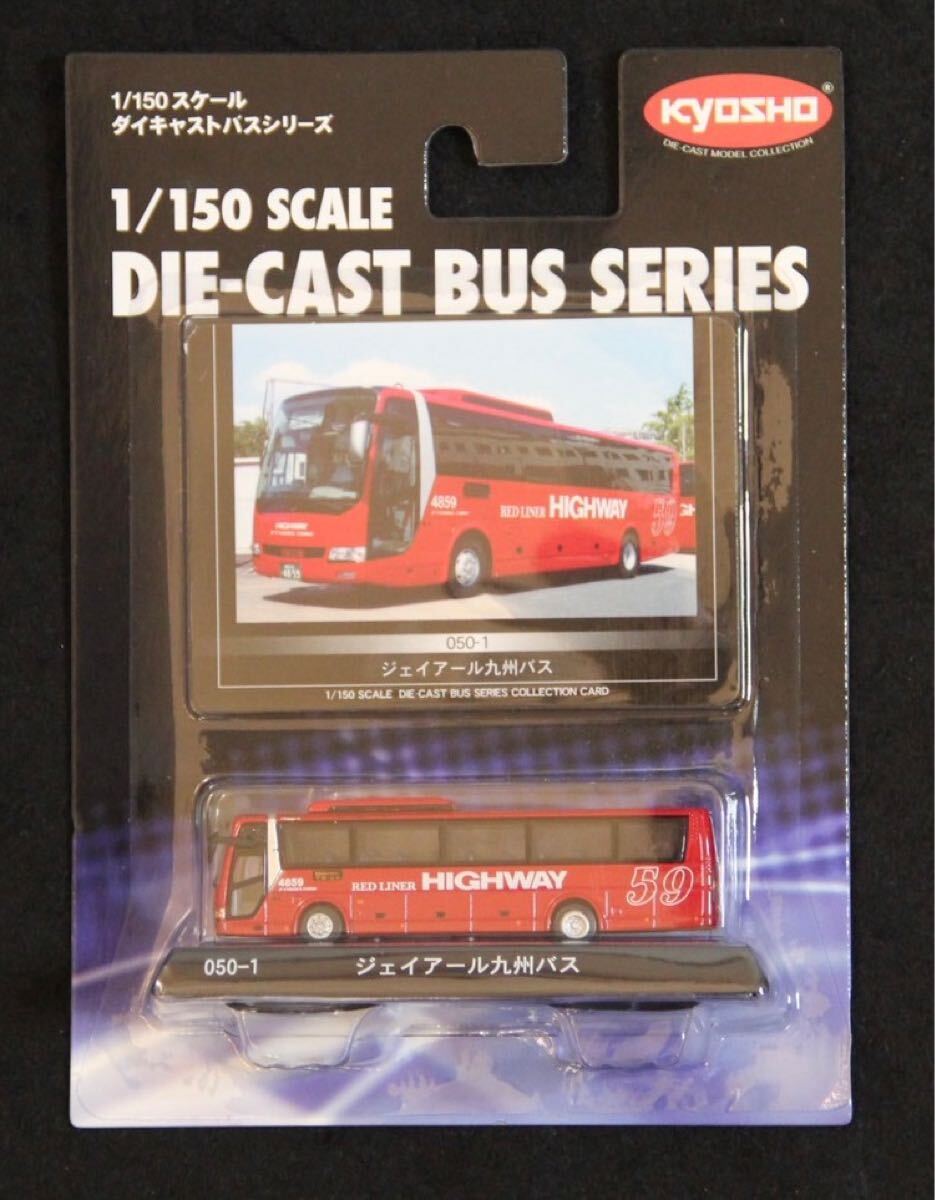 1/150 スケール
ダイキャストバスシリーズ
KYOSHO®
DIE-CAST MODEL COLLECTION
1/150 SCALE
DIE-CAST BUS SERIES
4859
RED LINER HIGHWAY 59
HIGHWAY
050-1
ジェイアール九州バス
1/150 SCALE DIE-CAST BUS SERIES COLLECTION CARD
4859
RED LINER HIGHWAY 59
050-1 ジェイアール九州バス